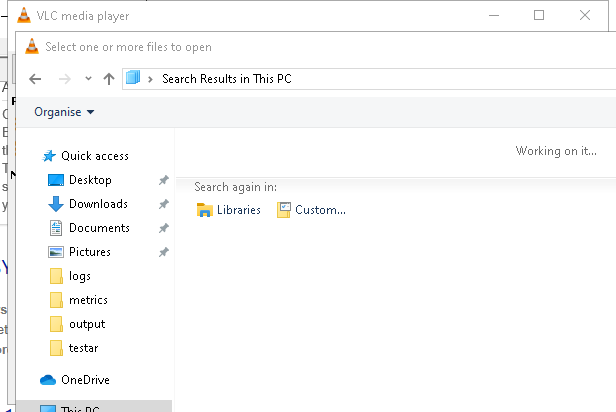 VLC media player
Select one or more files to open
Search Results in This PC
Organise
Working on it...
Quick access
Search again in:
Desktop
Libraries
Custom...
Downloads
Documents
Pictures
logs
metrics
output
testar
OneDrive
This PC